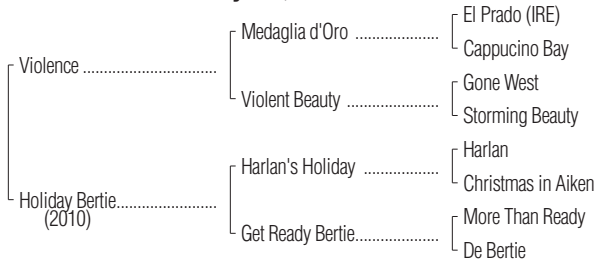 El Prado (IRE)
Medaglia d'Oro ...................
Cappucino Bay
Violence ..............................
Gone West
Violent Beauty .....................
Storming Beauty
Harlan
Harlan's Holiday .................
Christmas in Aiken
Holiday Bertie.......................
(2010)
More Than Ready
Get Ready Bertie...................
De Bertie